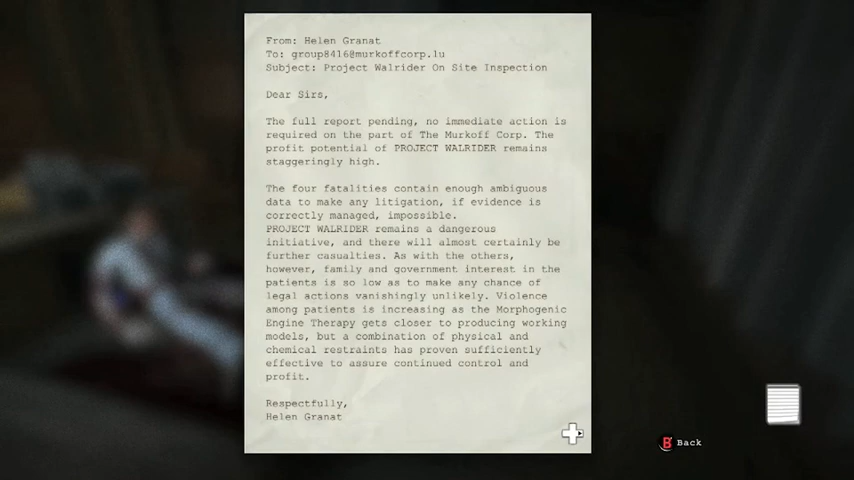 From: Helen Granat
To: group8416@murkoffcorp.lu
Subject: Project Walrider On Site Inspection
Dear Sirs,
The full report pending, no immediate action is
required on the part of The Murkoff Corp. The
profit potential of PROJECT WALRIDER remains
staggeringly high.
The four fatalities contain enough ambiguous
data to make any litigation, if evidence is
correctly managed, impossible.
PROJECT WALRIDER remains a dangerous
initiative, and there will almost certainly be
further casualties. As with the others,
however, family and government interest in the
patients is so low as to make any chance of
legal actions vanishingly unlikely. Violence
among patients is increasing as the Morphogenic
Engine Therapy gets closer to producing working
models, but a combination of physical and
chemical restraints has proven sufficiently
effective to assure continued control and
profit.
Respectfully,
Helen Granat
B Back